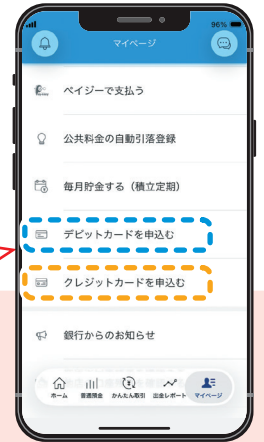 96%
マイページ
ペイジーで支払う
公共料金の自動引落登録
毎月貯金する（積立定期）
デビットカードを申込む
クレジットカードを申込む
銀行からのお知らせ
ホーム 普通預金 かんたん取引 出金レポート マイページ